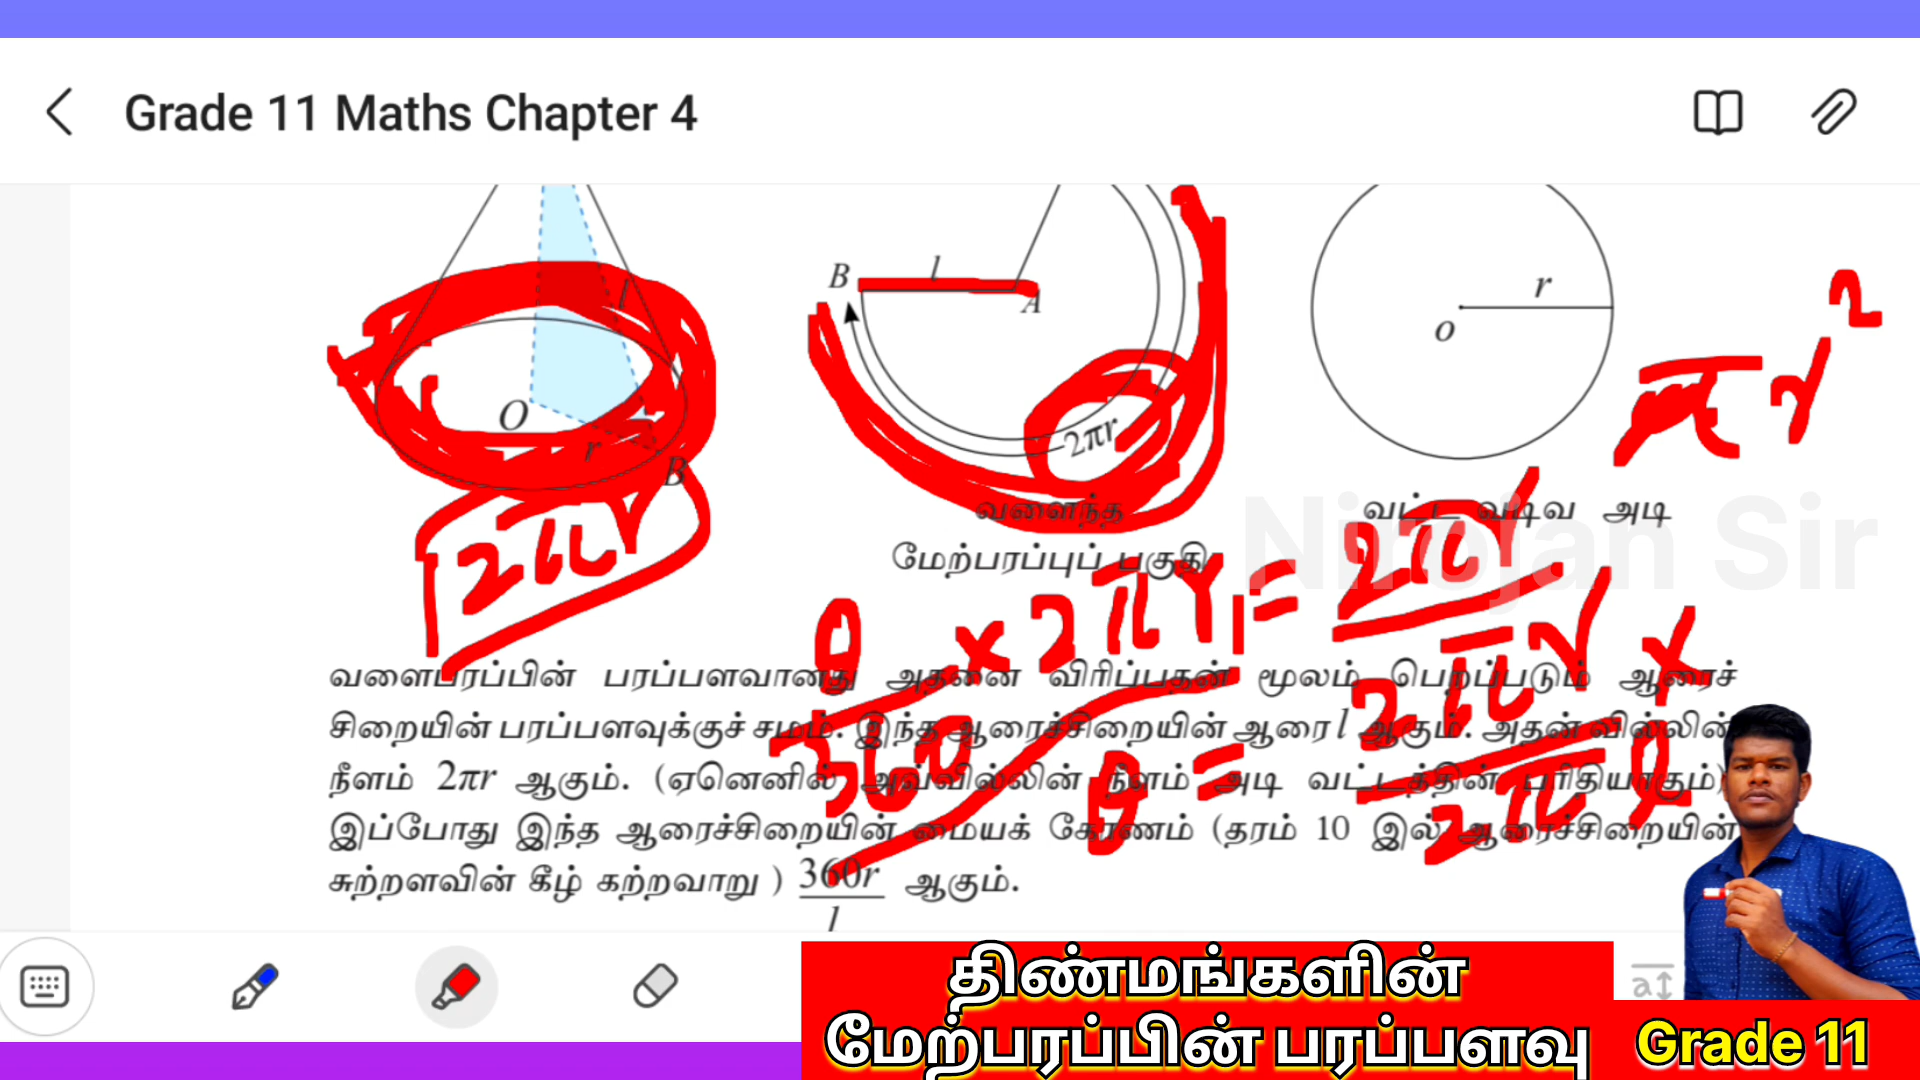 Grade 11 Maths Chapter 4
B l A
r
O
O
r B
2πr
πr²
Nirojan Sir
வளைந்த
வட்ட வடிவ அடி
மேற்பரப்புப் பகுதி
2πr
θ/360 × 2πr₁ = 2πr/
θ = 2πr × / 2πl
வளைபரப்பின் பரப்பளவானது அதனை விரிப்பதன் மூலம் பெறப்படும் ஆரைச்
சிறையின் பரப்பளவுக்குச் சமம். இந்த ஆரைச்சிறையின் ஆரை l ஆகும். அதன் வில்லின்
நீளம் 2πr ஆகும். (ஏனெனில் அவ்வில்லின் நீளம் அடி வட்டத்தின் பரிதியாகும்)
இப்போது இந்த ஆரைச்சிறையின் மையக் கோணம் (தரம் 10 இல் ஆரைச்சிறையின்
சுற்றளவின் கீழ் கற்றவாறு ) 360r/l ஆகும்.
திண்மங்களின்
மேற்பரப்பின் பரப்பளவு
Grade 11